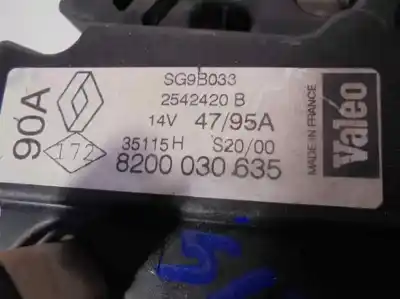 SG9B033
2542420 B
14V 47/95A
35115H S20/00
8200 030 635
90A
172
Valeo
MADE IN FRANCE